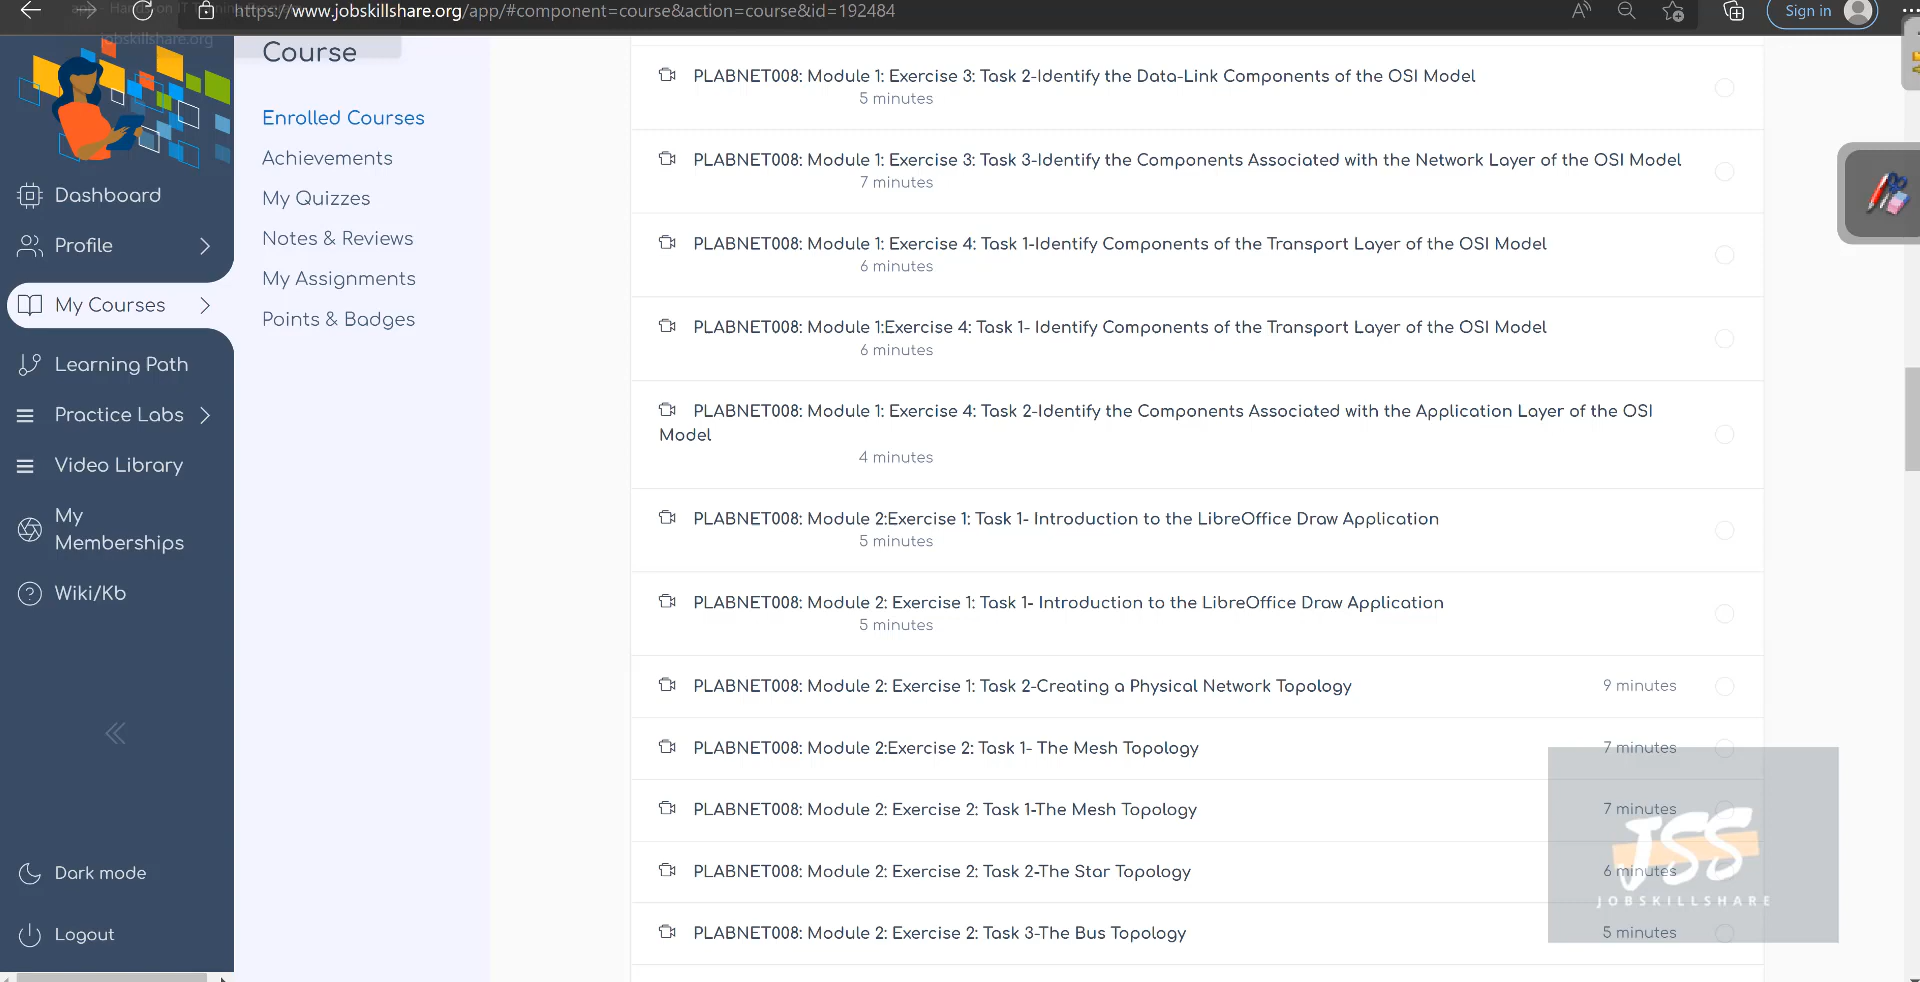 https://www.jobskillshare.org/app/#component=course&action=course&id=192484
Sign in
jobskillshare.org
Dashboard
Profile
My Courses
Learning Path
Practice Labs
Video Library
My
Memberships
Wiki/Kb
Dark mode
Logout
Course
Enrolled Courses
Achievements
My Quizzes
Notes & Reviews
My Assignments
Points & Badges
PLABNET008: Module 1: Exercise 3: Task 2-Identify the Data-Link Components of the OSI Model
5 minutes
PLABNET008: Module 1: Exercise 3: Task 3-Identify the Components Associated with the Network Layer of the OSI Model
7 minutes
PLABNET008: Module 1: Exercise 4: Task 1-Identify Components of the Transport Layer of the OSI Model
6 minutes
PLABNET008: Module 1:Exercise 4: Task 1- Identify Components of the Transport Layer of the OSI Model
6 minutes
PLABNET008: Module 1: Exercise 4: Task 2-Identify the Components Associated with the Application Layer of the OSI
Model
4 minutes
PLABNET008: Module 2:Exercise 1: Task 1- Introduction to the LibreOffice Draw Application
5 minutes
PLABNET008: Module 2: Exercise 1: Task 1- Introduction to the LibreOffice Draw Application
5 minutes
PLABNET008: Module 2: Exercise 1: Task 2-Creating a Physical Network Topology 9 minutes
PLABNET008: Module 2:Exercise 2: Task 1- The Mesh Topology 7 minutes
PLABNET008: Module 2: Exercise 2: Task 1-The Mesh Topology 7 minutes
PLABNET008: Module 2: Exercise 2: Task 2-The Star Topology 6 minutes
PLABNET008: Module 2: Exercise 2: Task 3-The Bus Topology 5 minutes
JSS
JOBSKILLSHARE